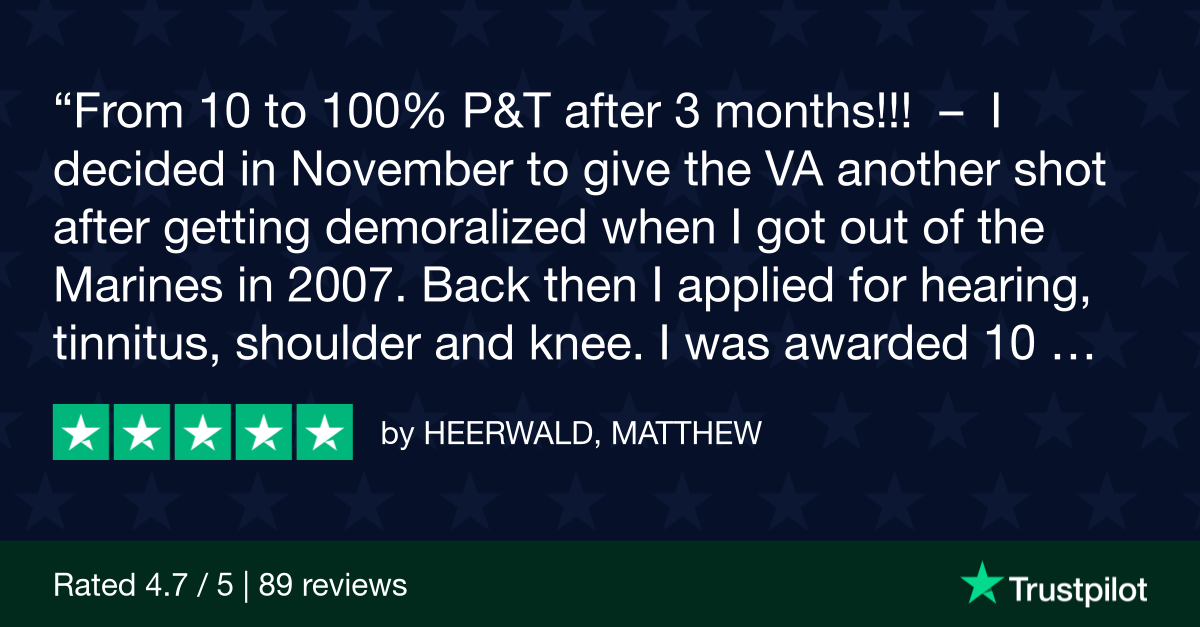 “From 10 to 100% P&T after 3 months!!! – I
decided in November to give the VA another shot
after getting demoralized when I got out of the
Marines in 2007. Back then I applied for hearing,
tinnitus, shoulder and knee. I was awarded 10 …
by HEERWALD, MATTHEW
Rated 4.7 / 5 | 89 reviews
Trustpilot